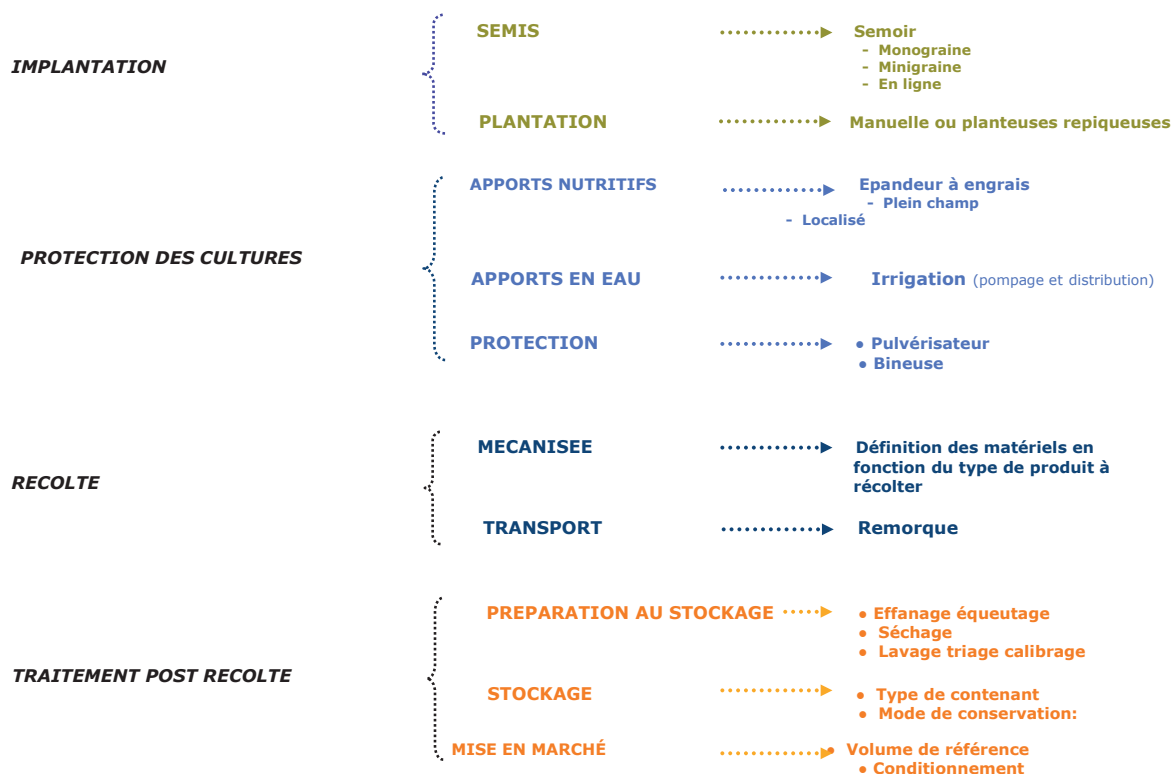 IMPLANTATION
SEMIS
Semoir
- Monograine
- Minigraine
- En ligne
PLANTATION
Manuelle ou planteuses repiqueuses
PROTECTION DES CULTURES
APPORTS NUTRITIFS
Epandeur à engrais
- Plein champ
- Localisé
APPORTS EN EAU
Irrigation (pompage et distribution)
PROTECTION
● Pulvérisateur
● Bineuse
RECOLTE
MECANISEE
Définition des matériels en
fonction du type de produit à
récolter
TRANSPORT
Remorque
TRAITEMENT POST RECOLTE
PREPARATION AU STOCKAGE
● Effanage équeutage
● Séchage
● Lavage triage calibrage
STOCKAGE
● Type de contenant
● Mode de conservation:
MISE EN MARCHÉ
● Volume de référence
● Conditionnement